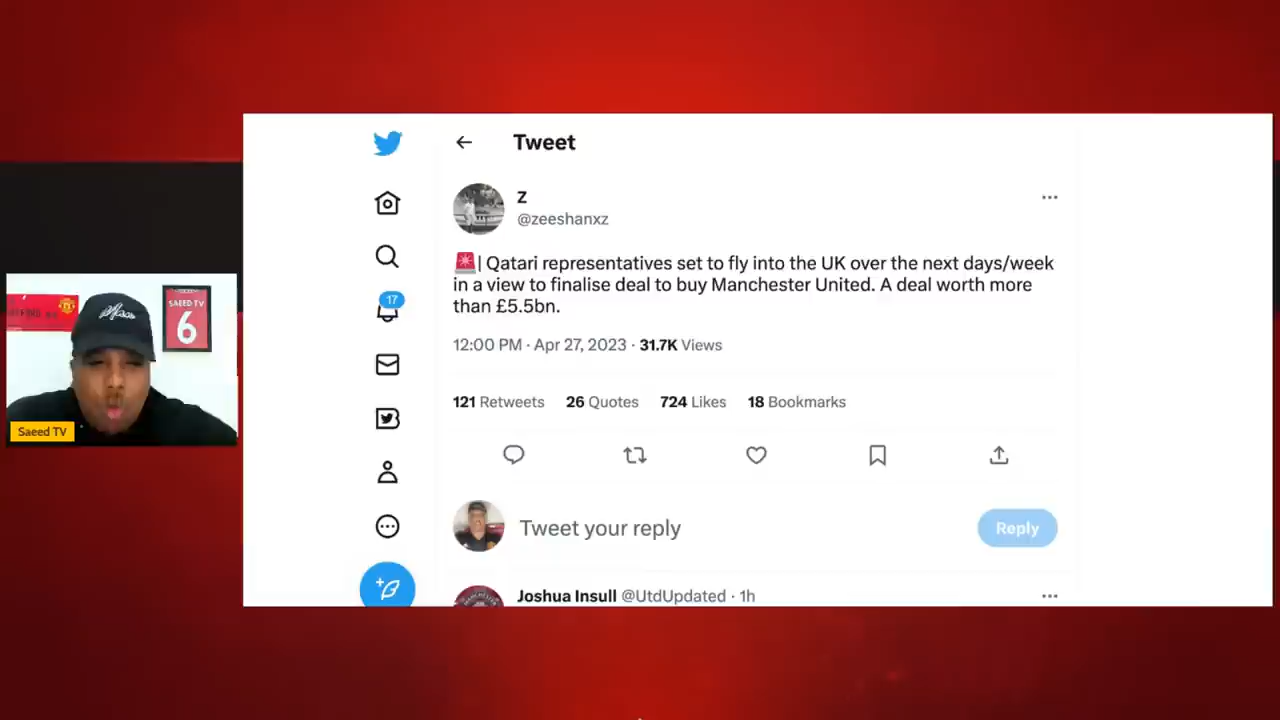 Tweet
Z
@zeeshanxz
🚨| Qatari representatives set to fly into the UK over the next days/week
in a view to finalise deal to buy Manchester United. A deal worth more
than £5.5bn.
12:00 PM · Apr 27, 2023 · 31.7K Views
121 Retweets 26 Quotes 724 Likes 18 Bookmarks
17
Tweet your reply
Reply
Joshua Insull @UtdUpdated · 1h
SAEED TV
6
Saeed TV